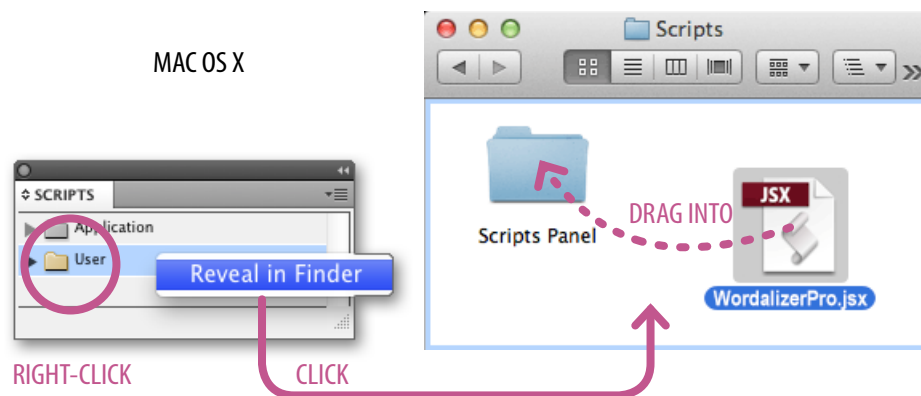 MAC OS X
SCRIPTS
Application
User
Reveal in Finder
RIGHT-CLICK
CLICK
Scripts
Scripts Panel
DRAG INTO
JSX
WordalizerPro.jsx